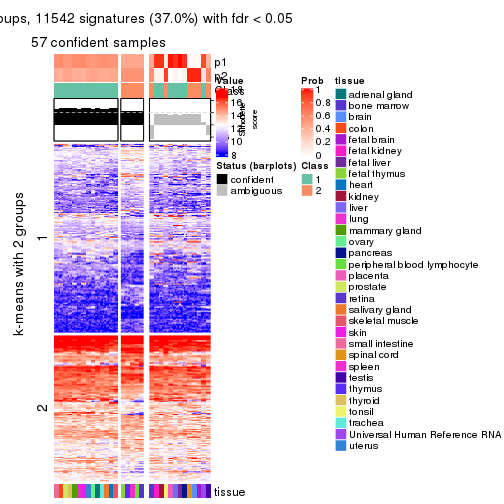 oups, 11542 signatures (37.0%) with fdr < 0.05
57 confident samples
p1
p2
Class
Silhouette
score
1
2
k-means with 2 groups
tissue
Value
16
14
12
10
8
Status (barplots)
confident
ambiguous
Prob
1
0.8
0.6
0.4
0.2
0
Class
1
2
tissue
adrenal gland
bone marrow
brain
colon
fetal brain
fetal kidney
fetal liver
fetal thymus
heart
kidney
liver
lung
mammary gland
ovary
pancreas
peripheral blood lymphocyte
placenta
prostate
retina
salivary gland
skeletal muscle
skin
small intestine
spinal cord
spleen
testis
thymus
thyroid
tonsil
trachea
Universal Human Reference RNA
uterus